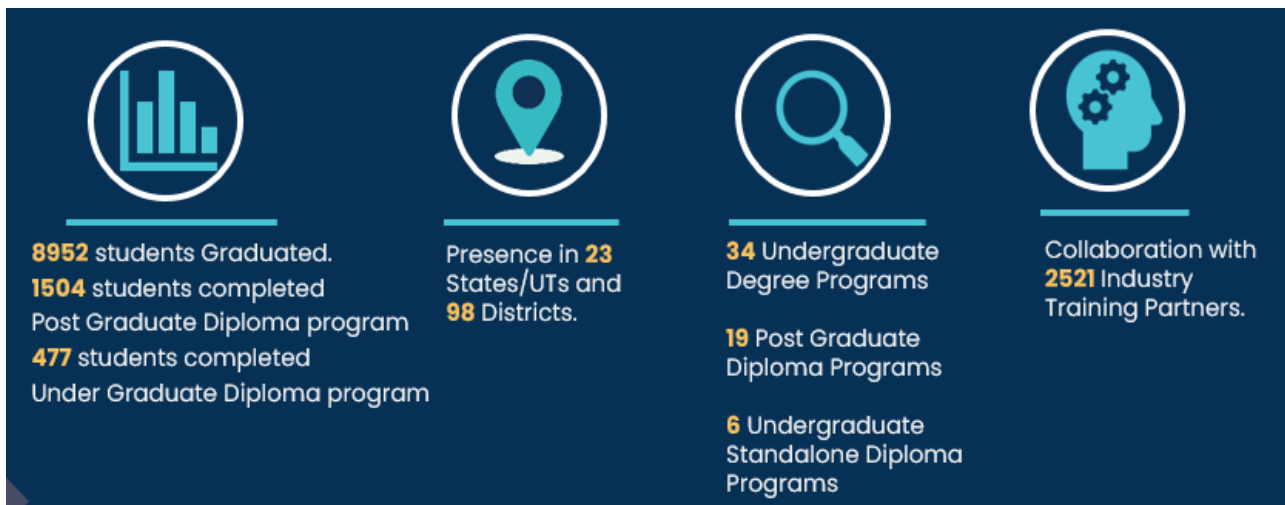 8952 students Graduated.
1504 students completed
Post Graduate Diploma program
477 students completed
Under Graduate Diploma program
Presence in 23
States/UTs and
98 Districts.
34 Undergraduate
Degree Programs
19 Post Graduate
Diploma Programs
6 Undergraduate
Standalone Diploma
Programs
Collaboration with
2521 Industry
Training Partners.